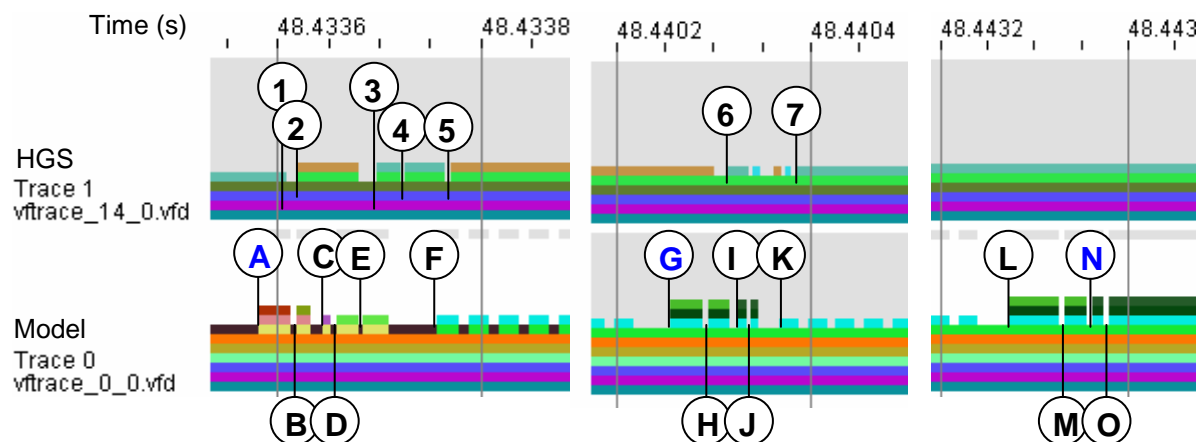 Time (s) 48.4336 48.4338 48.4402 48.4404 48.4432 48.443
1 3 6 7
2 4 5
HGS
Trace 1
vftrace_14_0.vfd
A C E F G I K L N
Model
Trace 0
vftrace_0_0.vfd
B D H J M O